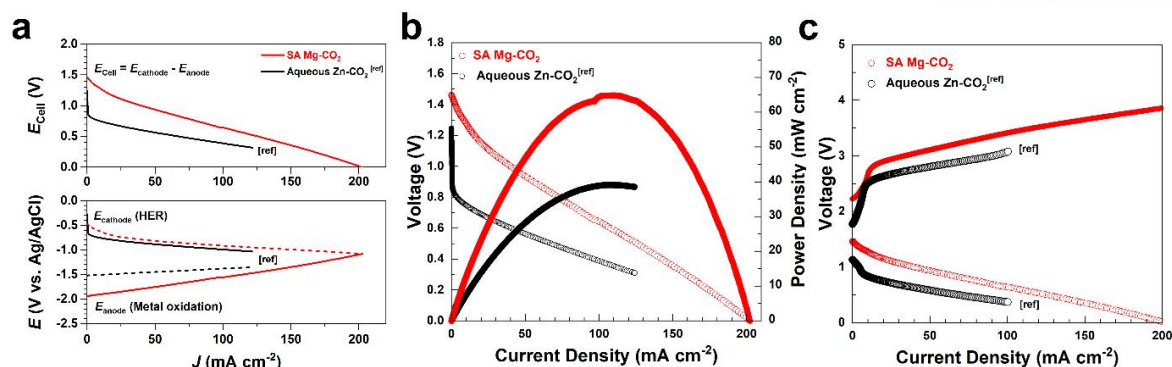 a
2.0
1.5
1.0
0.5
0.0
E_Cell (V)
E_Cell = E_cathode - E_anode
SA Mg-CO₂
Aqueous Zn-CO₂[ref]
[ref]
0 50 100 150 200
0.0
-0.5
-1.0
-1.5
-2.0
-2.5
E (V vs. Ag/AgCl)
E_cathode (HER)
[ref]
E_anode (Metal oxidation)
0 50 100 150 200
J (mA cm⁻²)
b
1.8
1.6
1.4
1.2
1.0
0.8
0.6
0.4
0.2
0.0
Voltage (V)
SA Mg-CO₂
Aqueous Zn-CO₂[ref]
80
70
60
50
40
30
20
10
0
Power Density (mW cm⁻²)
0 50 100 150 200
Current Density (mA cm⁻²)
c
5
4
3
2
1
0
Voltage (V)
SA Mg-CO₂
Aqueous Zn-CO₂[ref]
[ref]
[ref]
0 50 100 150 200
Current Density (mA cm⁻²)